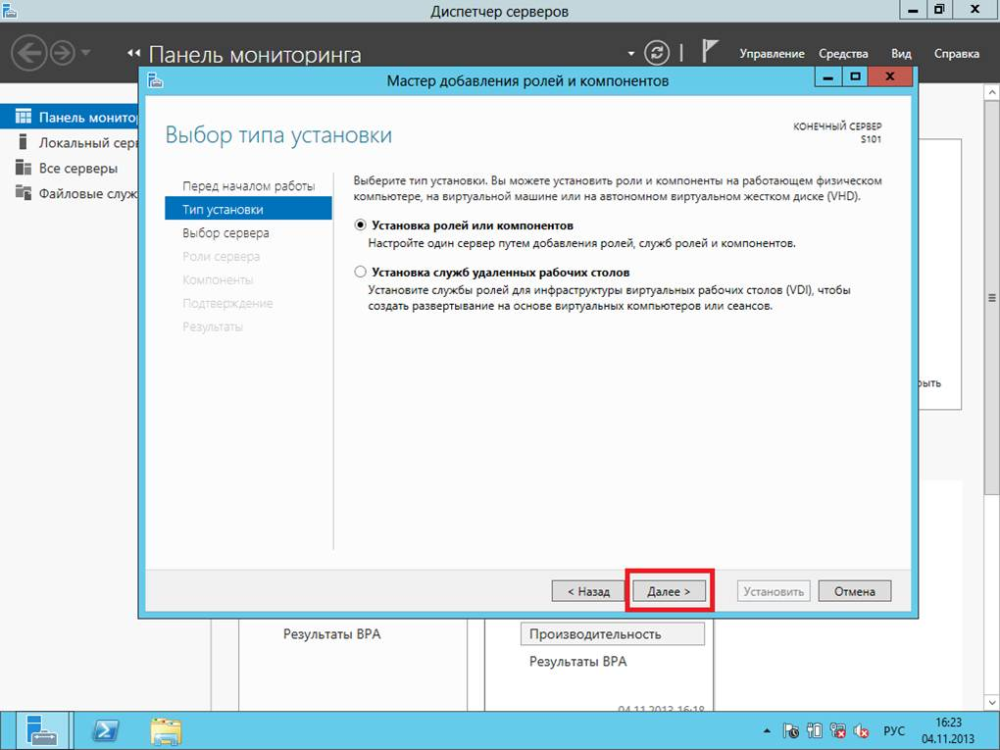 Диспетчер серверов
Панель мониторинга
Управление Средства Вид Справка
Мастер добавления ролей и компонентов
Панель монитор
Локальный сер
Все серверы
Файловые служ
Выбор типа установки
КОНЕЧНЫЙ СЕРВЕР
S101
Перед началом работы
Тип установки
Выбор сервера
Роли сервера
Компоненты
Подтверждение
Результаты
Выберите тип установки. Вы можете установить роли и компоненты на работающем физическом
компьютере, на виртуальной машине или на автономном виртуальном жестком диске (VHD).
Установка ролей или компонентов
Настройте один сервер путем добавления ролей, служб ролей и компонентов.
Установка служб удаленных рабочих столов
Установите службы ролей для инфраструктуры виртуальных рабочих столов (VDI), чтобы
создать развертывание на основе виртуальных компьютеров или сеансов.
рыть
< Назад
Далее >
Установить
Отмена
Результаты BPA
Производительность
Результаты BPA
04.11.2013 16:18
РУС
16:23
04.11.2013